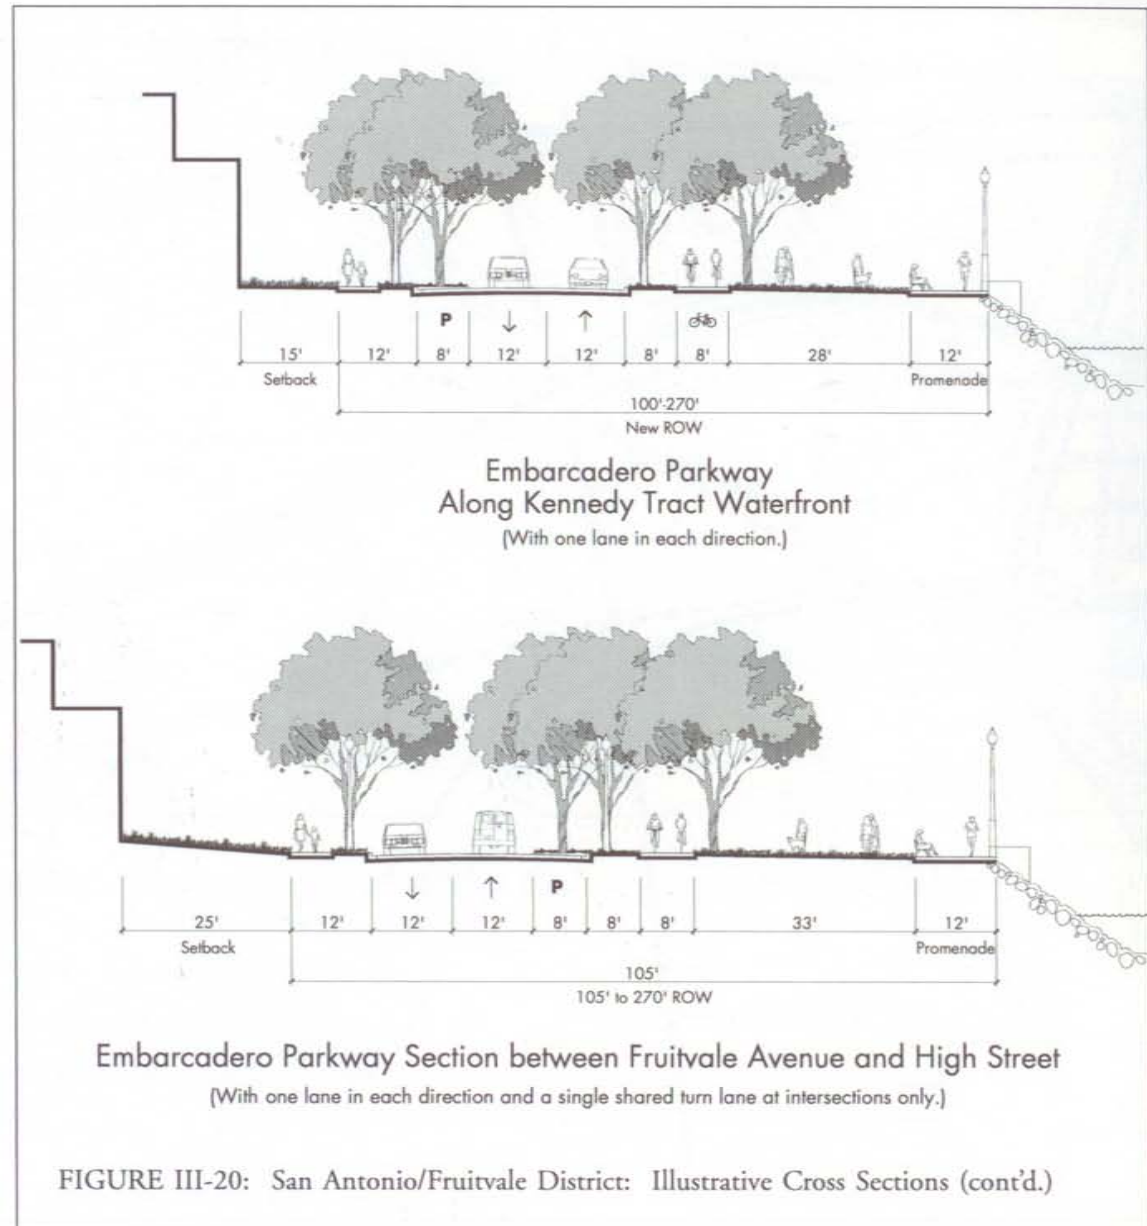 P ↓ ↑
15' 12' 8' 12' 12' 8' 8' 28' 12'
Setback Promenade
100'-270'
New ROW
Embarcadero Parkway
Along Kennedy Tract Waterfront
(With one lane in each direction.)
↓ ↑ P
25' 12' 12' 12' 8' 8' 8' 33' 12'
Setback Promenade
105'
105' to 270' ROW
Embarcadero Parkway Section between Fruitvale Avenue and High Street
(With one lane in each direction and a single shared turn lane at intersections only.)
FIGURE III-20: San Antonio/Fruitvale District: Illustrative Cross Sections (cont'd.)